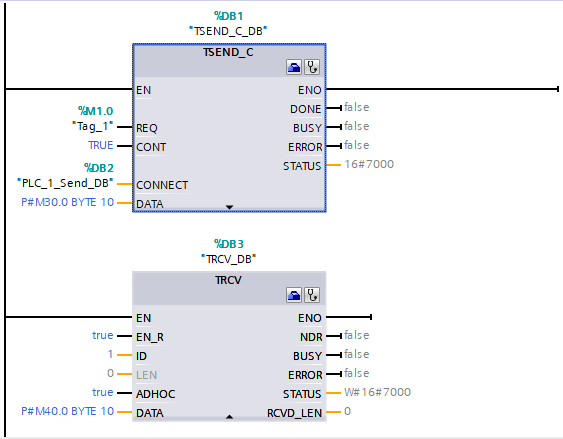 %DB1
"TSEND_C_DB"
TSEND_C
EN ENO
DONE false
%M1.0
"Tag_1" REQ BUSY false
TRUE CONT ERROR false
STATUS 16#7000
%DB2
"PLC_1_Send_DB" CONNECT
P#M30.0 BYTE 10 DATA
%DB3
"TRCV_DB"
TRCV
EN ENO
true EN_R NDR false
1 ID BUSY false
0 LEN ERROR false
true ADHOC STATUS W#16#7000
P#M40.0 BYTE 10 DATA RCVD_LEN 0